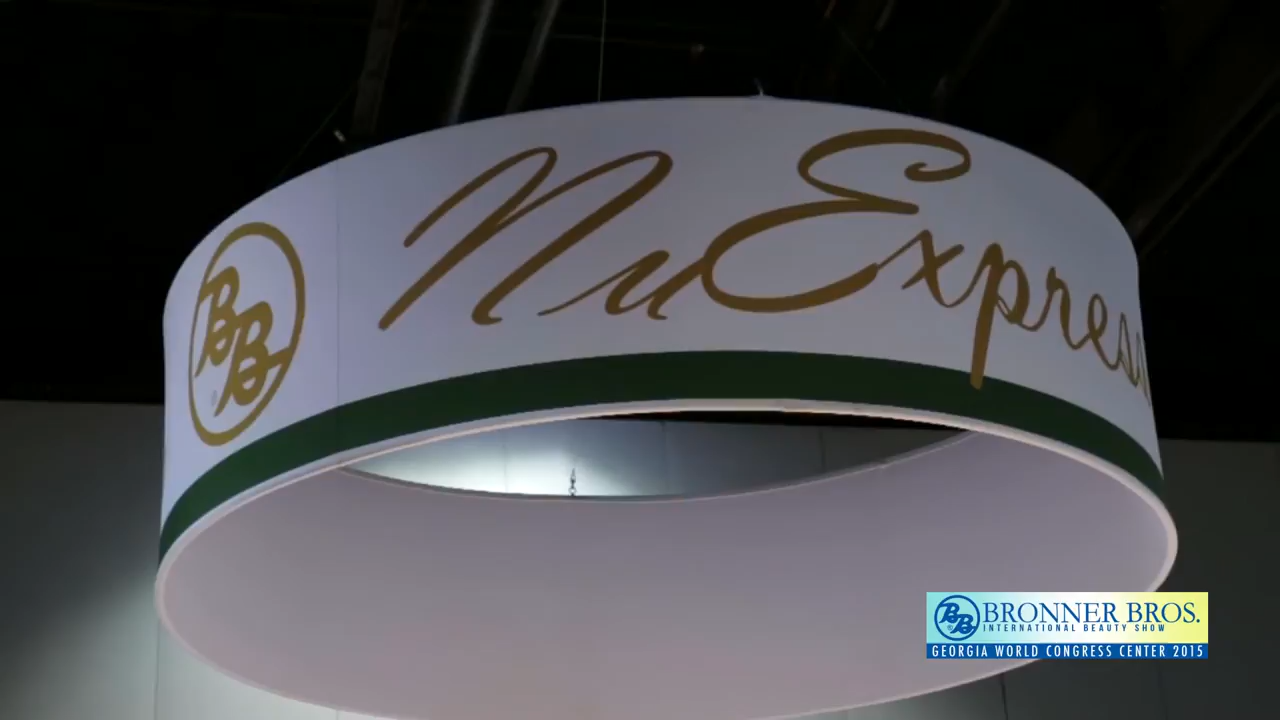 BB
NuExpress
BB BRONNER BROS.
INTERNATIONAL BEAUTY SHOW
GEORGIA WORLD CONGRESS CENTER 2015